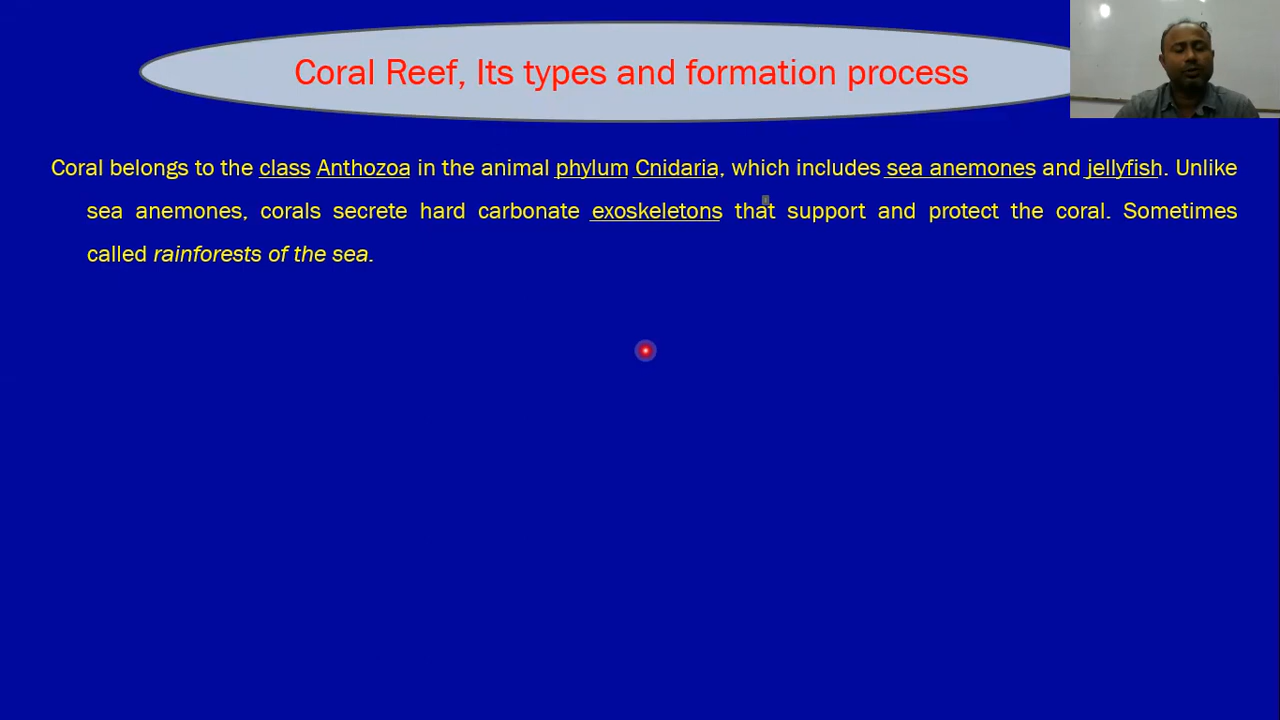 Coral Reef, Its types and formation process
Coral belongs to the class Anthozoa in the animal phylum Cnidaria, which includes sea anemones and jellyfish. Unlike
sea anemones, corals secrete hard carbonate exoskeletons that support and protect the coral. Sometimes
called rainforests of the sea.